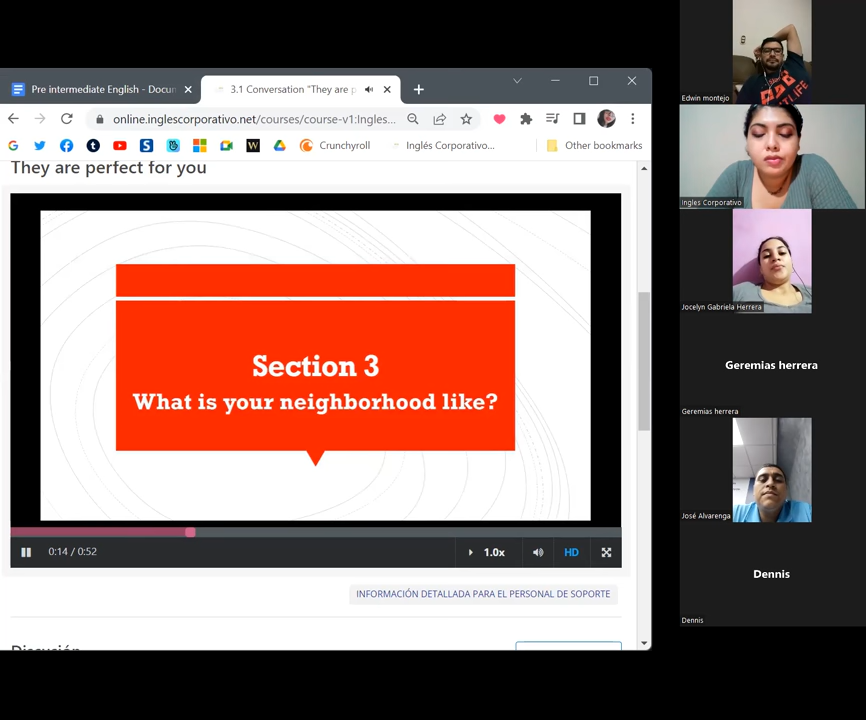 Pre intermediate English - Docun
3.1 Conversation "They are p
online.inglescorporativo.net/courses/course-v1:Ingles...
Crunchyroll
Inglés Corporativo...
Other bookmarks
They are perfect for you
Section 3
What is your neighborhood like?
0:14 / 0:52
1.0x
HD
INFORMACIÓN DETALLADA PARA EL PERSONAL DE SOPORTE
Discusión
Edwin montejo
Ingles Corporativo
Jocelyn Gabriela Herrera
Geremias herrera
Geremias herrera
José Alvarenga
Dennis
Dennis